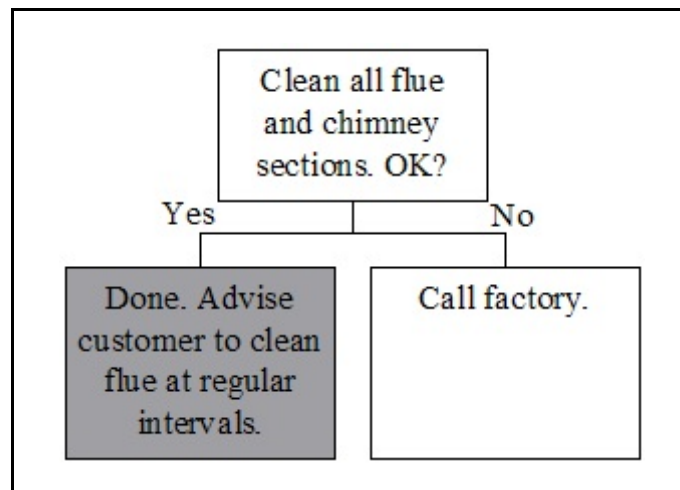 Clean all flue
and chimney
sections. OK?
Yes
No
Done. Advise
customer to clean
flue at regular
intervals.
Call factory.